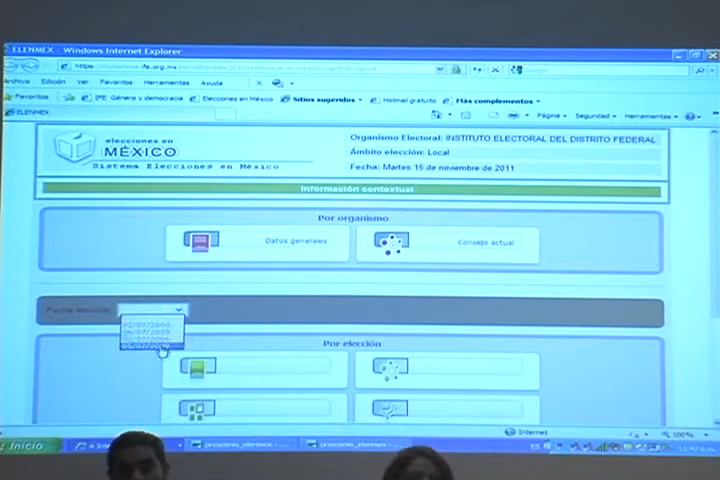 ELENMEX - Windows Internet Explorer
Archivo Edición Ver Favoritos Herramientas Ayuda
Favoritos IFE Género y democracia Elecciones en México Sitios sugeridos Hotmail gratuito Más complementos
ELENMEX Página Seguridad Herramientas
elecciones en
MÉXICO
Sistema Elecciones en México
Organismo Electoral: INSTITUTO ELECTORAL DEL DISTRITO FEDERAL
Ámbito elección: Local
Fecha: Martes 15 de noviembre de 2011
Información contextual
Por organismo
Datos generales Consejo actual
Fecha elección:
Por elección
Internet 100%
Inicio